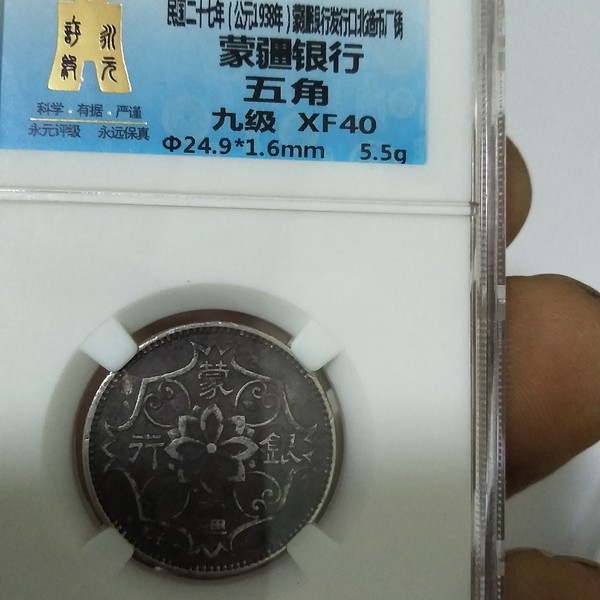 民国二十七年（公元1938年）蒙疆银行发行口北造币厂铸
蒙疆银行
五角
九级 XF40
Φ24.9*1.6mm 5.5g
永元
评级
科学·有据·严谨
永元评级 永远保真
蒙
行 銀
疆